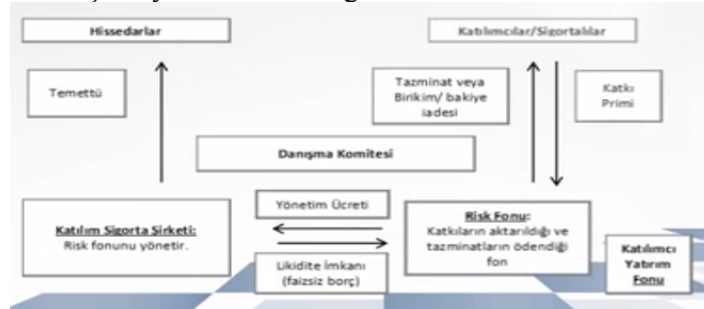 Hissedarlar
Katılımcılar/Sigortalılar
Temettü
Tazminat veya
Birikim/ bakiye
iadesi
Katkı
Primi
Danışma Komitesi
Katılım Sigorta Şirketi:
Risk fonunu yönetir.
Yönetim Ücreti
Likidite İmkanı
(faizsiz borç)
Risk Fonu:
Katkıların aktarıldığı ve
tazminatların ödendiği
fon
Katılımcı
Yatırım
Fonu